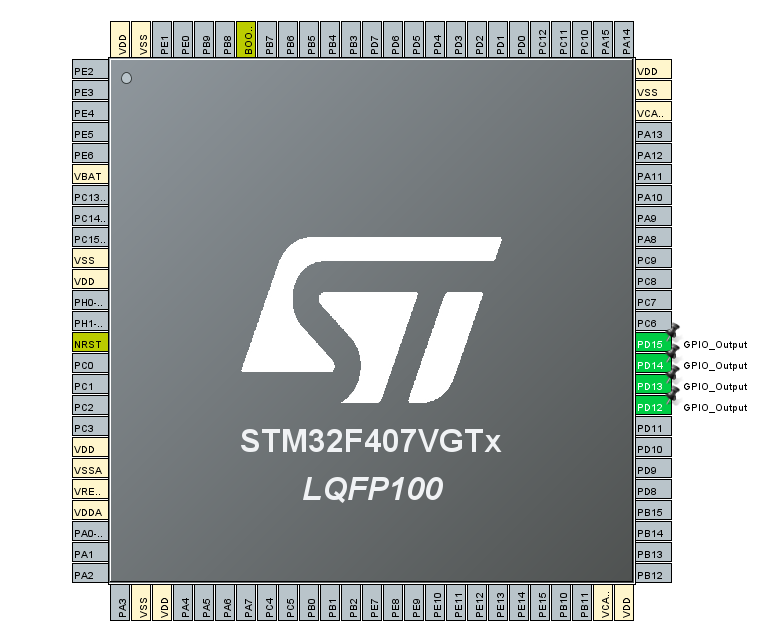 VDD
VSS
PE1
PE0
PB9
PB8
BOO..
PB7
PB6
PB5
PB4
PB3
PD7
PD6
PD5
PD4
PD3
PD2
PD1
PD0
PC12
PC11
PC10
PA15
PA14
PE2
PE3
PE4
PE5
PE6
VBAT
PC13..
PC14..
PC15..
VSS
VDD
PH0-..
PH1-..
NRST
PC0
PC1
PC2
PC3
VDD
VSSA
VRE..
VDDA
PA0-..
PA1
PA2
ST
STM32F407VGTx
LQFP100
VDD
VSS
VCA..
PA13
PA12
PA11
PA10
PA9
PA8
PC9
PC8
PC7
PC6
PD15 GPIO_Output
PD14 GPIO_Output
PD13 GPIO_Output
PD12 GPIO_Output
PD11
PD10
PD9
PD8
PB15
PB14
PB13
PB12
PA3
VSS
VDD
PA4
PA5
PA6
PA7
PC4
PC5
PB0
PB1
PB2
PE7
PE8
PE9
PE10
PE11
PE12
PE13
PE14
PE15
PB10
PB11
VCA..
VDD